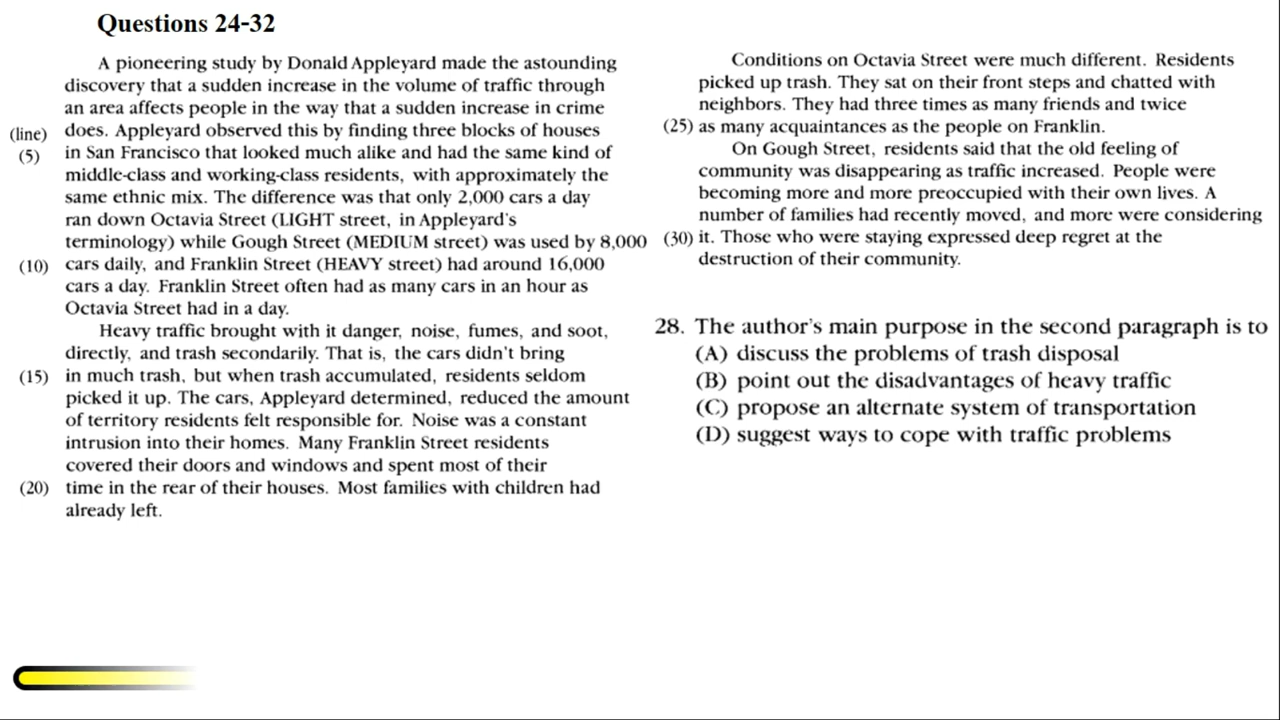 Questions 24-32
A pioneering study by Donald Appleyard made the astounding
discovery that a sudden increase in the volume of traffic through
an area affects people in the way that a sudden increase in crime
(line) does. Appleyard observed this by finding three blocks of houses
(5) in San Francisco that looked much alike and had the same kind of
middle-class and working-class residents, with approximately the
same ethnic mix. The difference was that only 2,000 cars a day
ran down Octavia Street (LIGHT street, in Appleyard's
terminology) while Gough Street (MEDIUM street) was used by 8,000
(10) cars daily, and Franklin Street (HEAVY street) had around 16,000
cars a day. Franklin Street often had as many cars in an hour as
Octavia Street had in a day.
Heavy traffic brought with it danger, noise, fumes, and soot,
directly, and trash secondarily. That is, the cars didn't bring
(15) in much trash, but when trash accumulated, residents seldom
picked it up. The cars, Appleyard determined, reduced the amount
of territory residents felt responsible for. Noise was a constant
intrusion into their homes. Many Franklin Street residents
covered their doors and windows and spent most of their
(20) time in the rear of their houses. Most families with children had
already left.
Conditions on Octavia Street were much different. Residents
picked up trash. They sat on their front steps and chatted with
neighbors. They had three times as many friends and twice
(25) as many acquaintances as the people on Franklin.
On Gough Street, residents said that the old feeling of
community was disappearing as traffic increased. People were
becoming more and more preoccupied with their own lives. A
number of families had recently moved, and more were considering
(30) it. Those who were staying expressed deep regret at the
destruction of their community.
28. The author's main purpose in the second paragraph is to
(A) discuss the problems of trash disposal
(B) point out the disadvantages of heavy traffic
(C) propose an alternate system of transportation
(D) suggest ways to cope with traffic problems